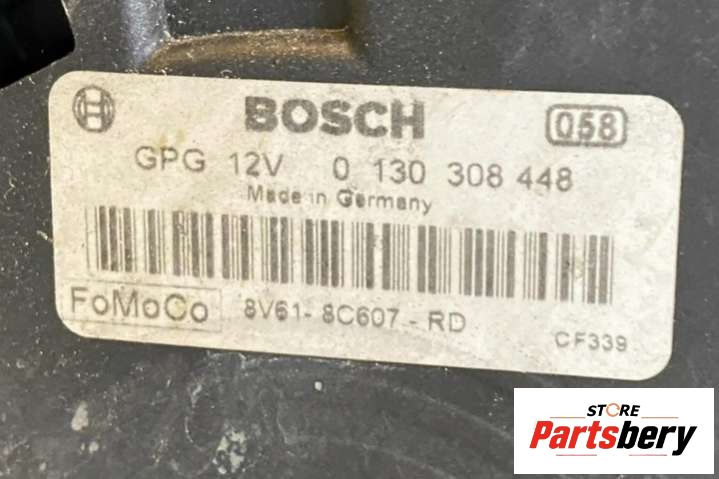 BOSCH 058
GPG 12V 0 130 308 448
Made in Germany
FoMoCo 8V61-8C607-RD CF339
STORE
Partsbery